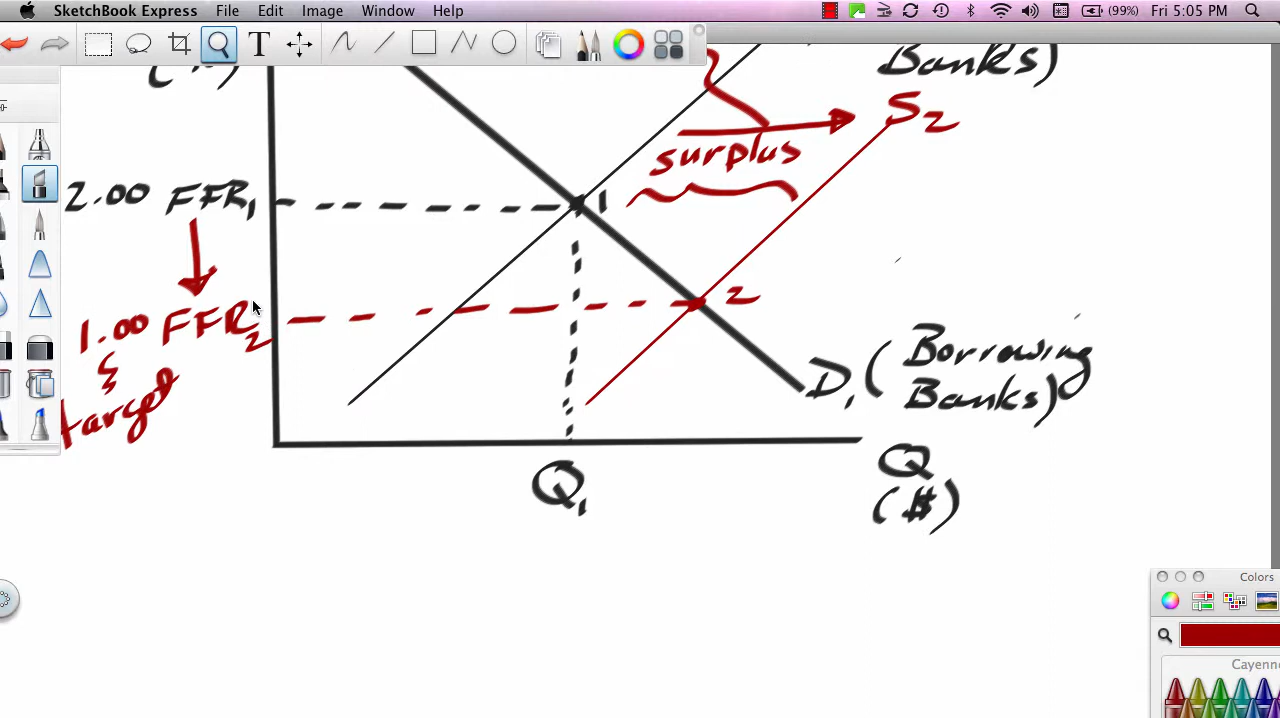 SketchBook Express File Edit Image Window Help (99%) Fri 5:05 PM
T
Banks)
S2
surplus
2.00 FFR1
1
1.00 FFR2
2
target
D1 (Borrowing
Banks)
Q1
Q
($)
Colors
Cayenn